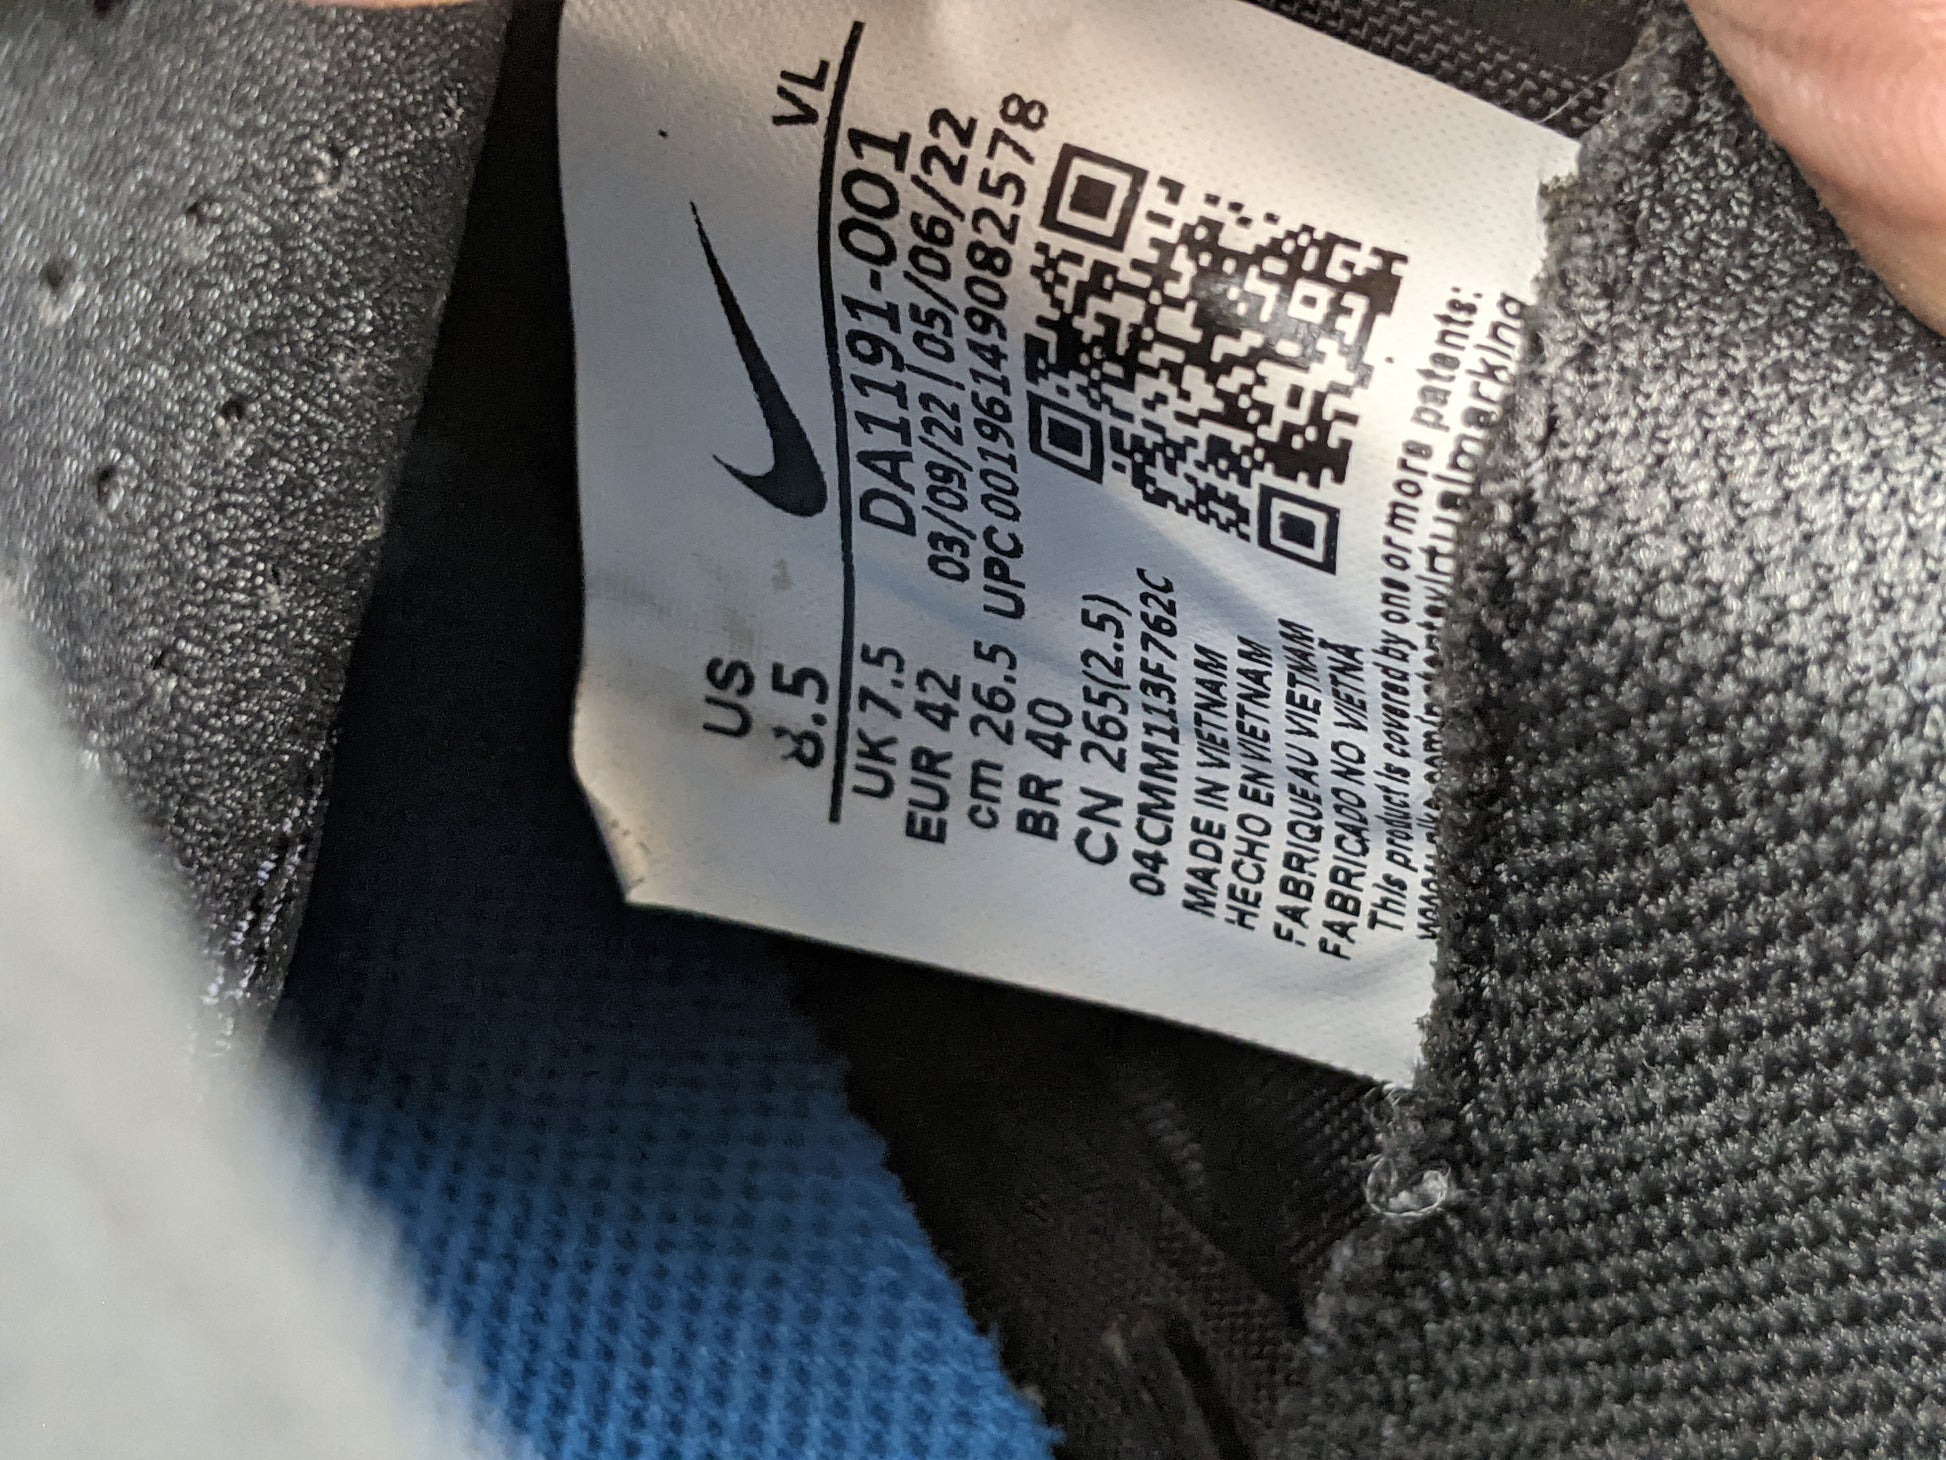 US
8.5
VL
UK 7.5
EUR 42
cm 26.5
BR 40
CN 265(2.5)
DA1191-001
03/09/22 | 05/06/22
UPC 00196149082578
04CMM113F762C
MADE IN VIETNAM
HECHO EN VIETNAM
FABRIQUE AU VIETNAM
FABRICADO NO VIETNÃ
This product is covered by one or more patents: